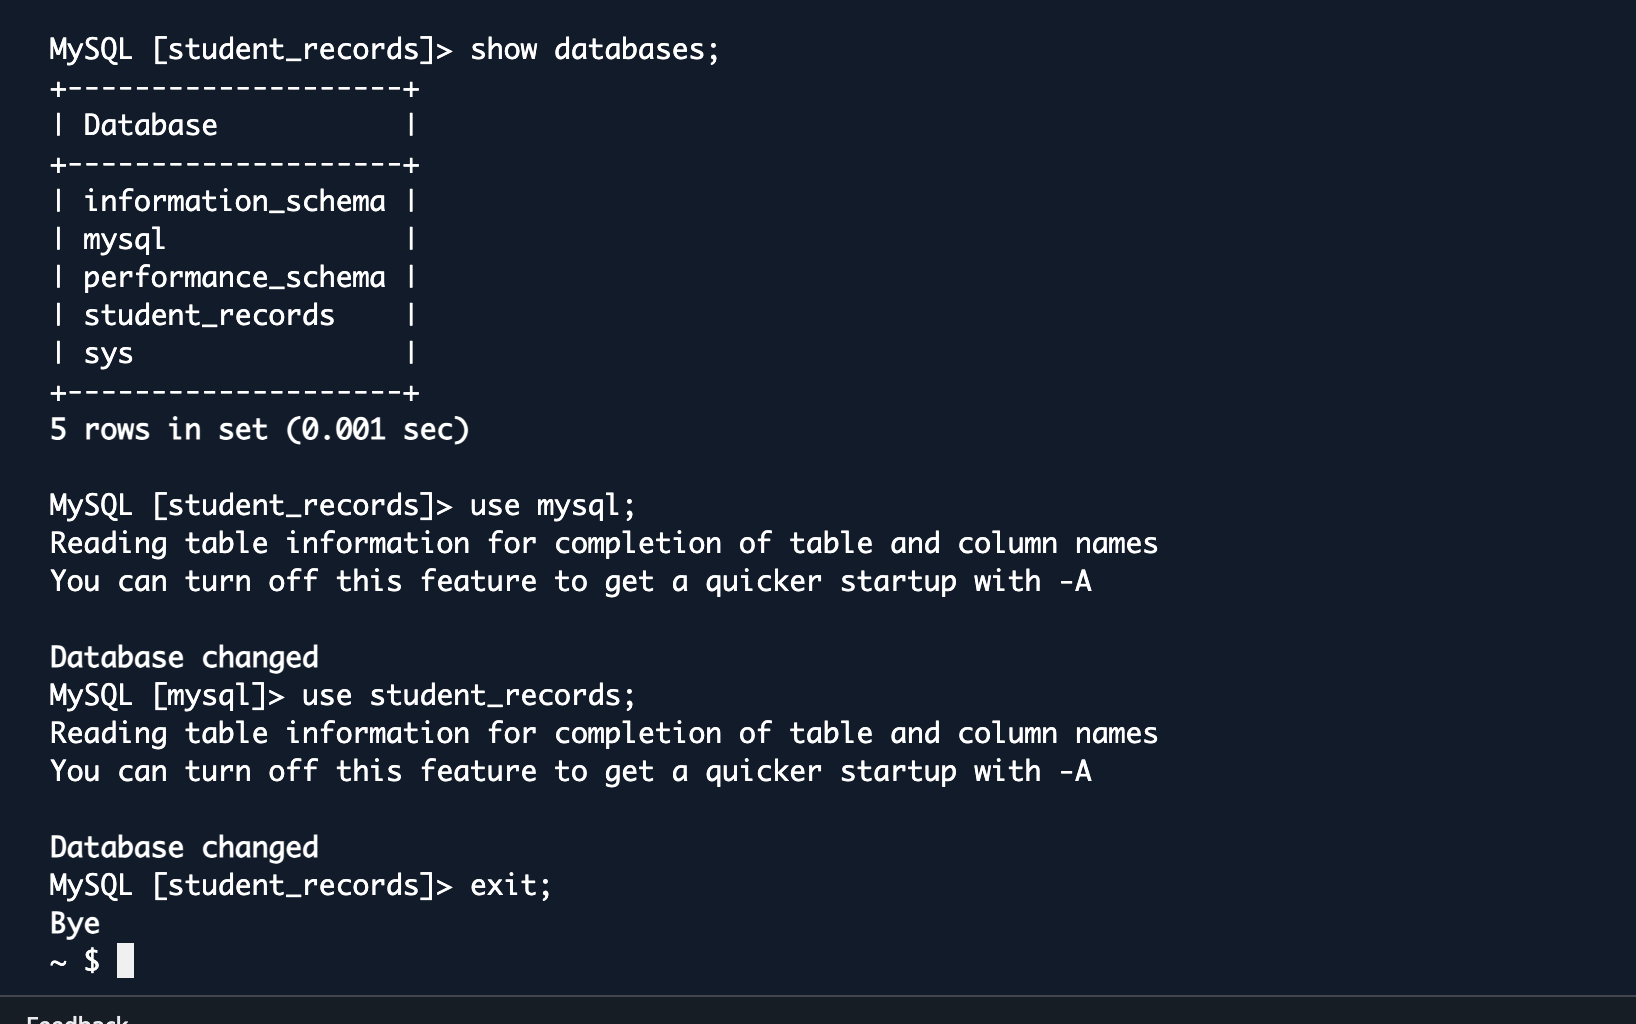 MySQL [student_records]> show databases;
+--------------------+
| Database           |
+--------------------+
| information_schema |
| mysql              |
| performance_schema |
| student_records    |
| sys                |
+--------------------+
5 rows in set (0.001 sec)
MySQL [student_records]> use mysql;
Reading table information for completion of table and column names
You can turn off this feature to get a quicker startup with -A
Database changed
MySQL [mysql]> use student_records;
Reading table information for completion of table and column names
You can turn off this feature to get a quicker startup with -A
Database changed
MySQL [student_records]> exit;
Bye
~ $
Feedback